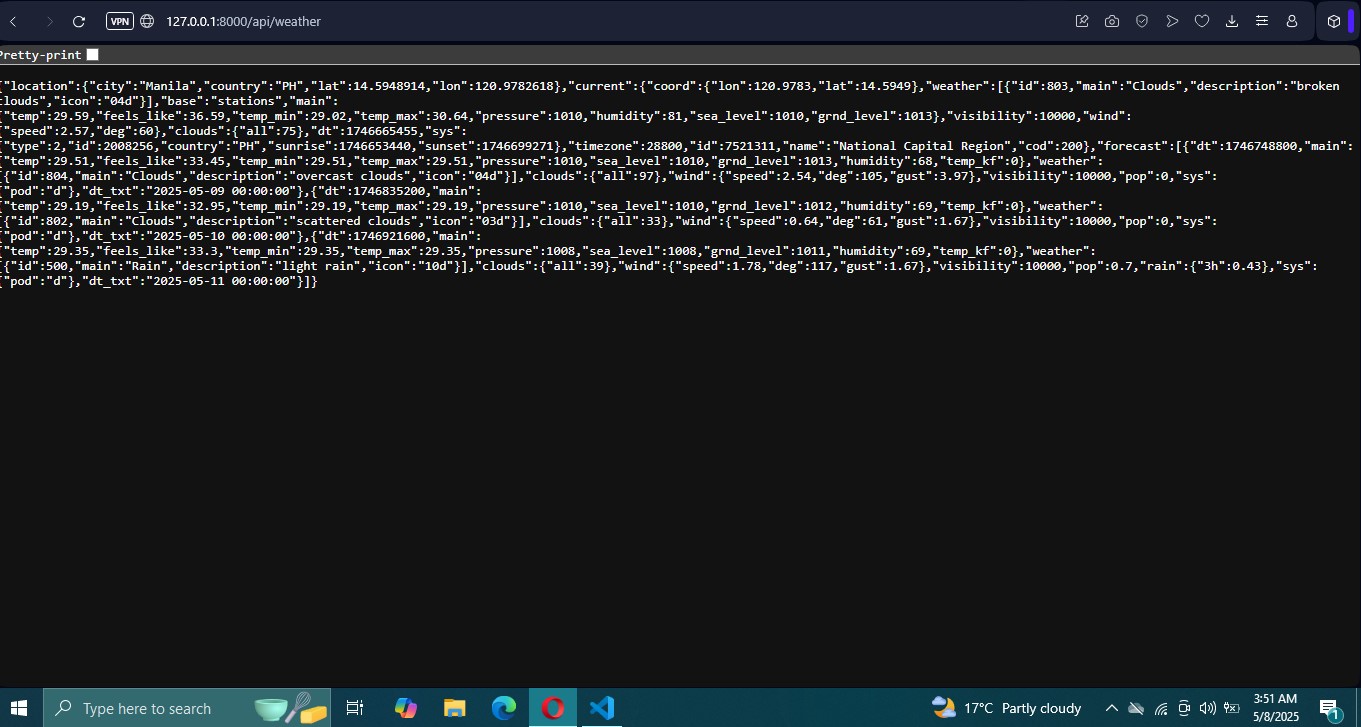 VPN 127.0.0.1:8000/api/weather
Pretty-print
{"location":{"city":"Manila","country":"PH","lat":14.5948914,"lon":120.9782618},"current":{"coord":{"lon":120.9783,"lat":14.5949},"weather":[{"id":803,"main":"Clouds","description":"broken
clouds","icon":"04d"}],"base":"stations","main":
{"temp":29.59,"feels_like":36.59,"temp_min":29.02,"temp_max":30.64,"pressure":1010,"humidity":81,"sea_level":1010,"grnd_level":1013},"visibility":10000,"wind":
{"speed":2.57,"deg":60},"clouds":{"all":75},"dt":1746665455,"sys":
{"type":2,"id":2008256,"country":"PH","sunrise":1746653440,"sunset":1746699271},"timezone":28800,"id":7521311,"name":"National Capital Region","cod":200},"forecast":[{"dt":1746748800,"main":
{"temp":29.51,"feels_like":33.45,"temp_min":29.51,"temp_max":29.51,"pressure":1010,"sea_level":1010,"grnd_level":1013,"humidity":68,"temp_kf":0},"weather":
[{"id":804,"main":"Clouds","description":"overcast clouds","icon":"04d"}],"clouds":{"all":97},"wind":{"speed":2.54,"deg":105,"gust":3.97},"visibility":10000,"pop":0,"sys":
{"pod":"d"},"dt_txt":"2025-05-09 00:00:00"},{"dt":1746835200,"main":
{"temp":29.19,"feels_like":32.95,"temp_min":29.19,"temp_max":29.19,"pressure":1010,"sea_level":1010,"grnd_level":1012,"humidity":69,"temp_kf":0},"weather":
[{"id":802,"main":"Clouds","description":"scattered clouds","icon":"03d"}],"clouds":{"all":33},"wind":{"speed":0.64,"deg":61,"gust":1.67},"visibility":10000,"pop":0,"sys":
{"pod":"d"},"dt_txt":"2025-05-10 00:00:00"},{"dt":1746921600,"main":
{"temp":29.35,"feels_like":33.3,"temp_min":29.35,"temp_max":29.35,"pressure":1008,"sea_level":1008,"grnd_level":1011,"humidity":69,"temp_kf":0},"weather":
[{"id":500,"main":"Rain","description":"light rain","icon":"10d"}],"clouds":{"all":39},"wind":{"speed":1.78,"deg":117,"gust":1.67},"visibility":10000,"pop":0.7,"rain":{"3h":0.43},"sys":
{"pod":"d"},"dt_txt":"2025-05-11 00:00:00"}]}
Type here to search
17°C Partly cloudy
3:51 AM
5/8/2025
1